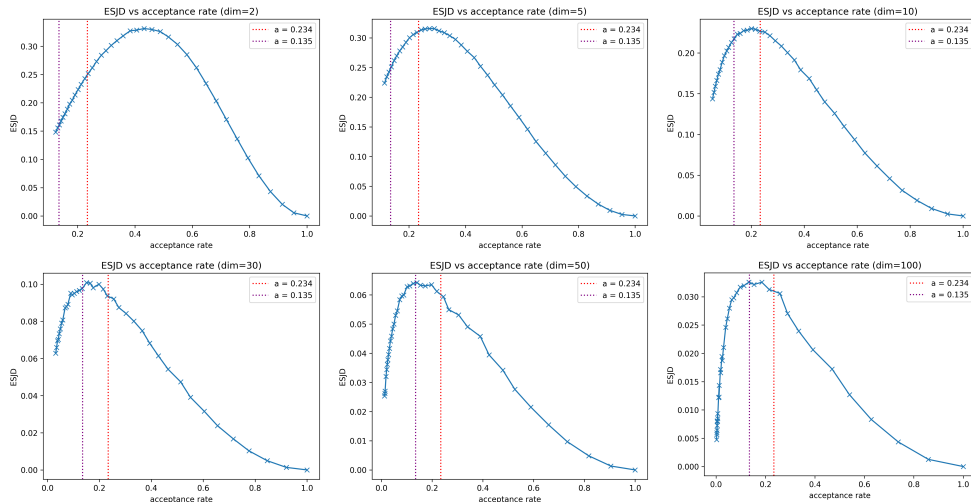 ESJD vs acceptance rate (dim=2)
a = 0.234
a = 0.135
0.30
0.25
0.20
0.15
0.10
0.05
0.00
ESJD
0.2 0.4 0.6 0.8 1.0
acceptance rate
ESJD vs acceptance rate (dim=5)
a = 0.234
a = 0.135
0.30
0.25
0.20
0.15
0.10
0.05
0.00
ESJD
0.2 0.4 0.6 0.8 1.0
acceptance rate
ESJD vs acceptance rate (dim=10)
a = 0.234
a = 0.135
0.20
0.15
0.10
0.05
0.00
ESJD
0.2 0.4 0.6 0.8 1.0
acceptance rate
ESJD vs acceptance rate (dim=30)
a = 0.234
a = 0.135
0.10
0.08
0.06
0.04
0.02
0.00
ESJD
0.0 0.2 0.4 0.6 0.8 1.0
acceptance rate
ESJD vs acceptance rate (dim=50)
a = 0.234
a = 0.135
0.06
0.05
0.04
0.03
0.02
0.01
0.00
ESJD
0.0 0.2 0.4 0.6 0.8 1.0
acceptance rate
ESJD vs acceptance rate (dim=100)
a = 0.234
a = 0.135
0.030
0.025
0.020
0.015
0.010
0.005
0.000
ESJD
0.0 0.2 0.4 0.6 0.8 1.0
acceptance rate